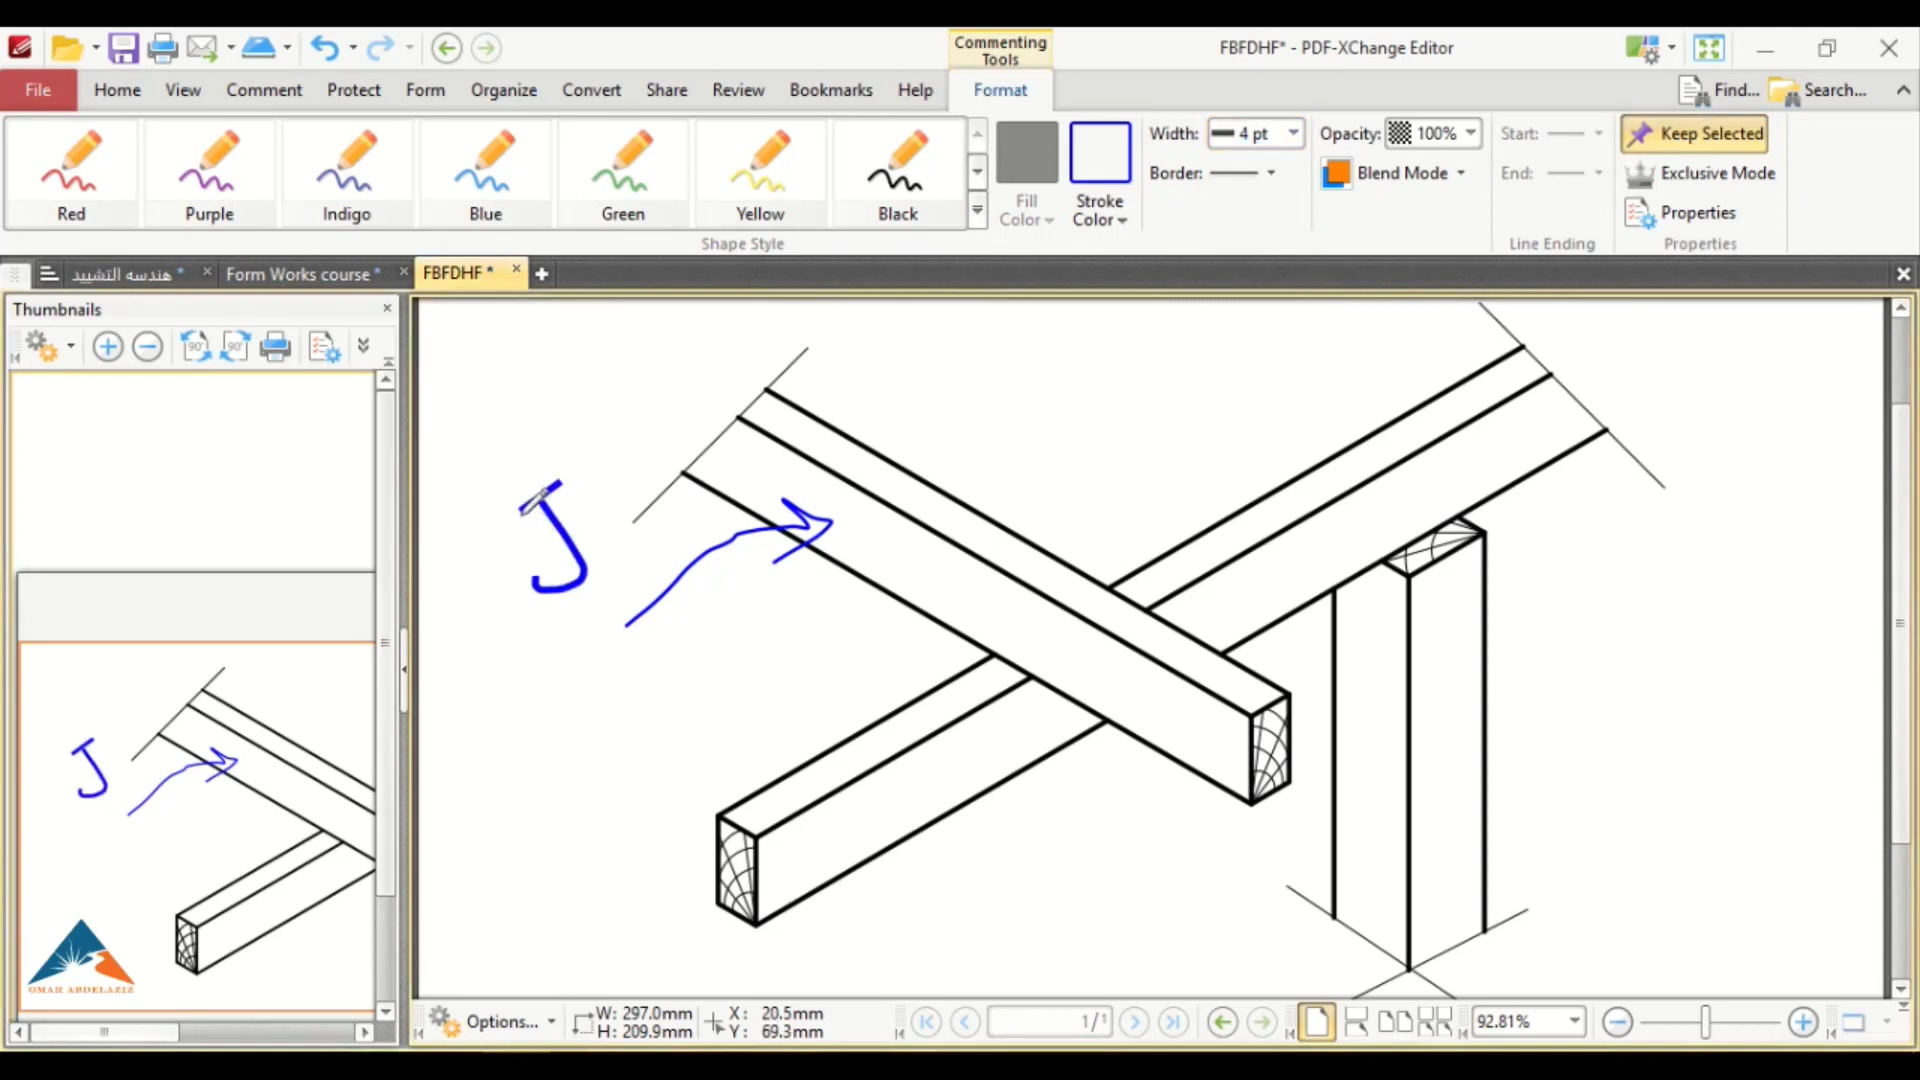 Commenting Tools
FBFDHF* - PDF-XChange Editor
File Home View Comment Protect Form Organize Convert Share Review Bookmarks Help Format Find... Search...
Red Purple Indigo Blue Green Yellow Black
Shape Style
Fill Color
Stroke Color
Width: 4 pt
Border:
Opacity: 100%
Blend Mode
Start:
End:
Line Ending
Keep Selected
Exclusive Mode
Properties
Properties
هندسه التشييد * Form Works course * FBFDHF *
Thumbnails
90° 90°
J
J
OMAR ABDELAZIZ
Options...
W: 297.0mm
H: 209.9mm
X: 20.5mm
Y: 69.3mm
1/1
92.81%